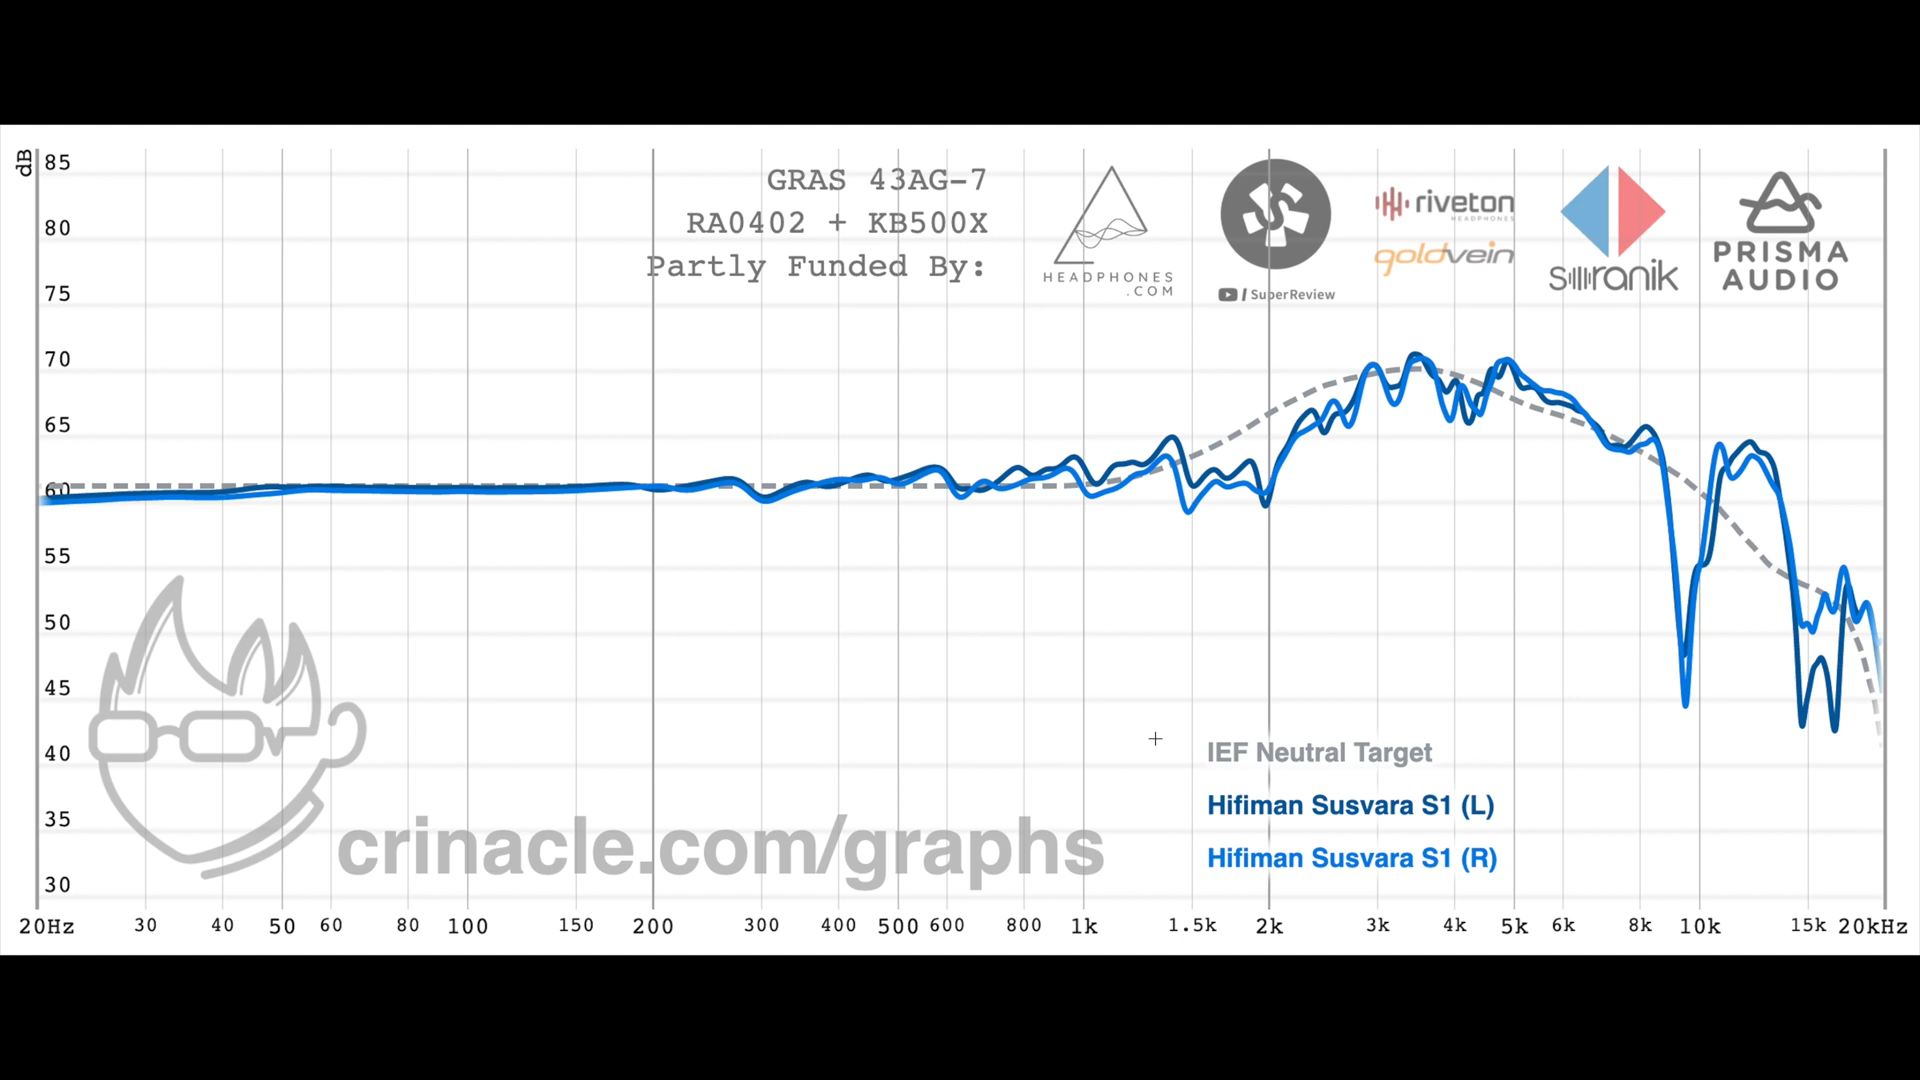 dB
85
80
75
70
65
60
55
50
45
40
35
30
GRAS 43AG-7
RA0402 + KB500X
Partly Funded By:
HEADPHONES
.COM
/ SuperReview
riveton
HEADPHONES
goldvein
soranik
PRISMA
AUDIO
IEF Neutral Target
Hifiman Susvara S1 (L)
Hifiman Susvara S1 (R)
crinacle.com/graphs
20Hz 30 40 50 60 80 100 150 200 300 400 500 600 800 1k 1.5k 2k 3k 4k 5k 6k 8k 10k 15k 20kHz